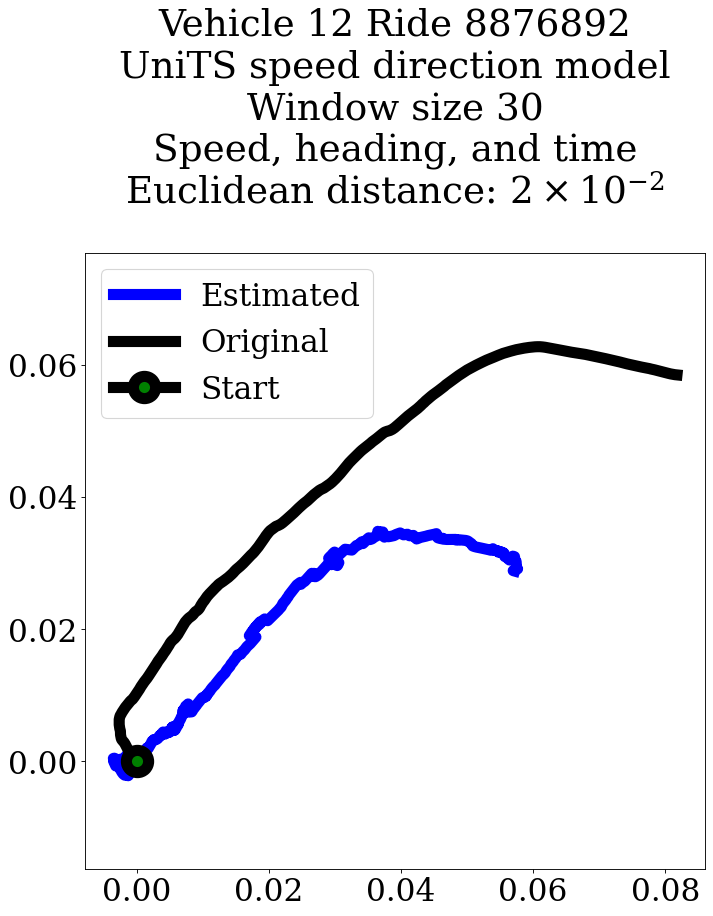 Vehicle 12 Ride 8876892
UniTS speed direction model
Window size 30
Speed, heading, and time
Euclidean distance: 2 × 10⁻²
Estimated
Original
Start
0.06
0.04
0.02
0.00
0.00 0.02 0.04 0.06 0.08